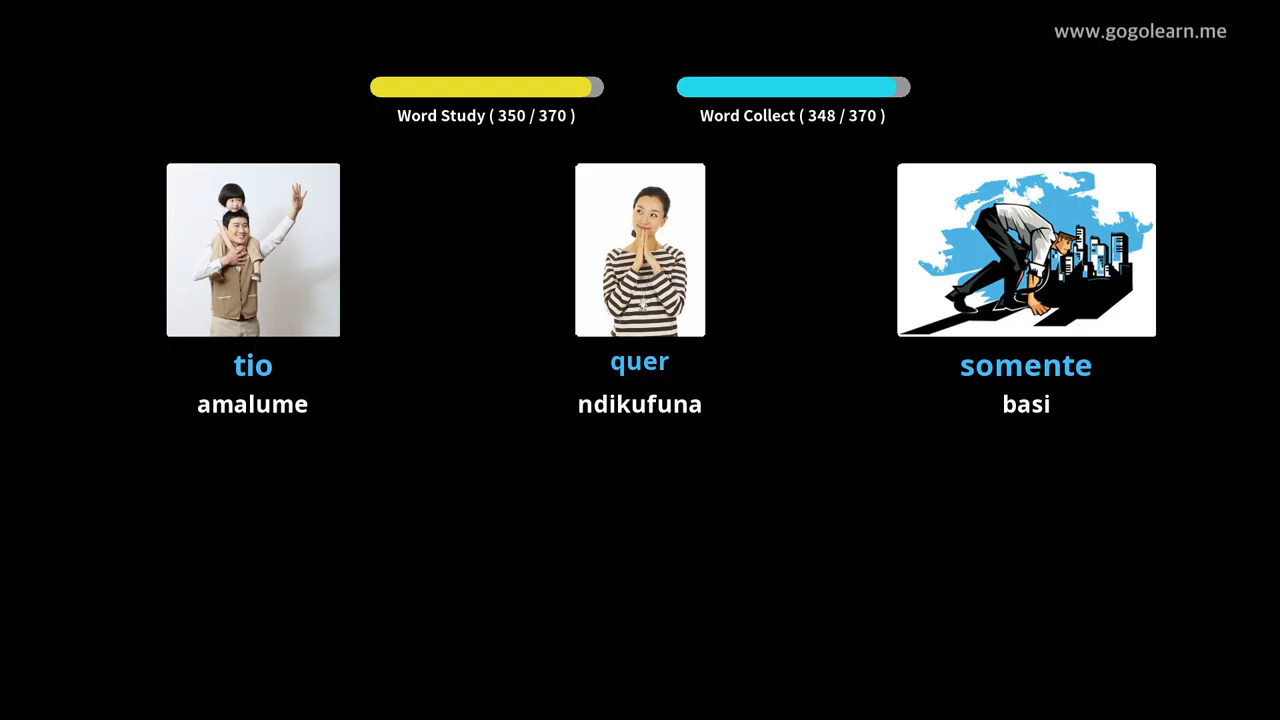 www.gogolearn.me
Word Study ( 350 / 370 )
Word Collect ( 348 / 370 )
tio
quer
somente
amalume
ndikufuna
basi